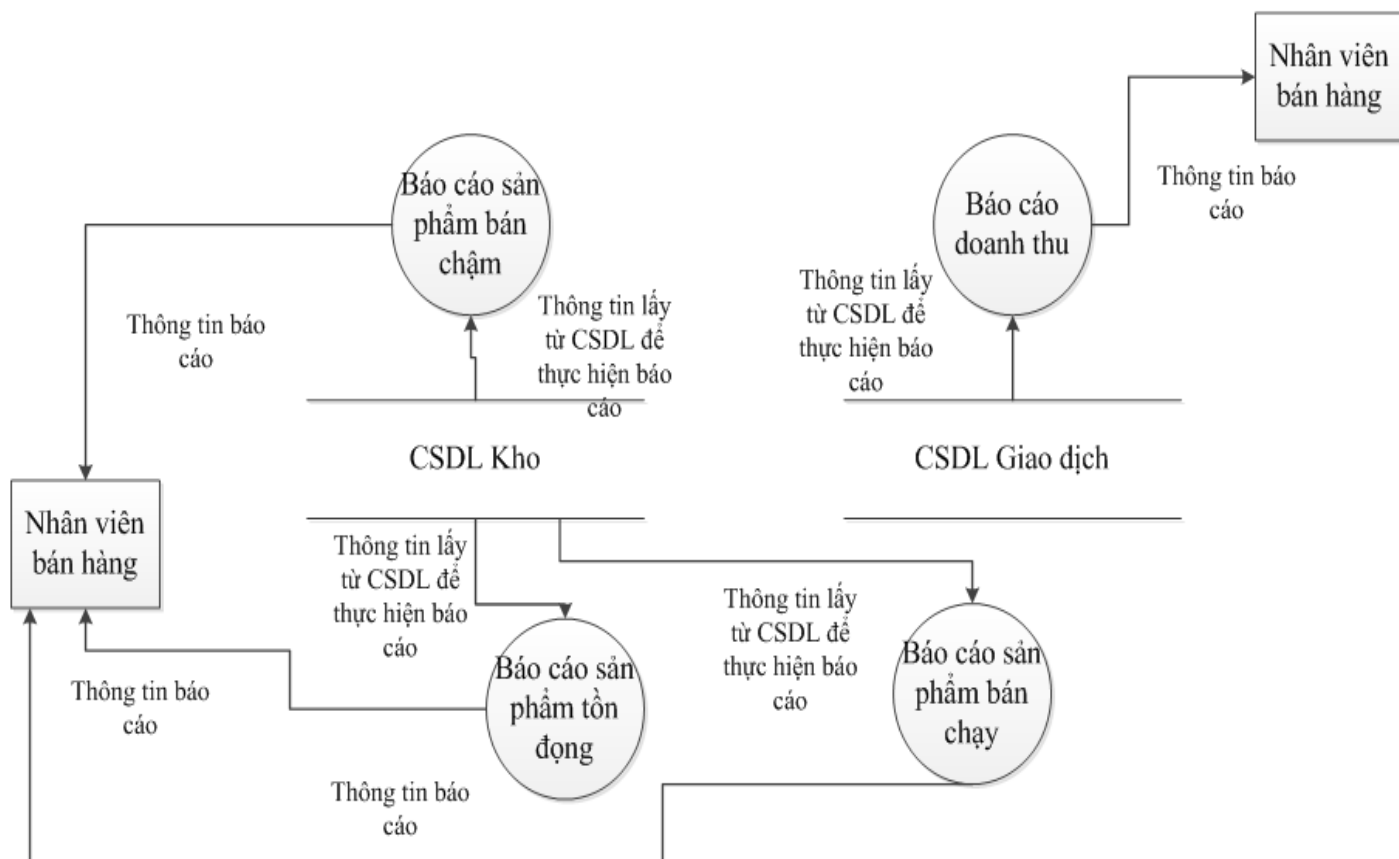 Nhân viên
bán hàng
Báo cáo sản
phẩm bán
chậm
Báo cáo
doanh thu
Thông tin báo
cáo
Thông tin lấy
từ CSDL để
thực hiện báo
cáo
Thông tin lấy
từ CSDL để
thực hiện báo
cáo
Thông tin báo
cáo
CSDL Kho
CSDL Giao dịch
Nhân viên
bán hàng
Thông tin lấy
từ CSDL để
thực hiện báo
cáo
Thông tin lấy
từ CSDL để
thực hiện báo
cáo
Báo cáo sản
phẩm tồn
đọng
Báo cáo sản
phẩm bán
chạy
Thông tin báo
cáo
Thông tin báo
cáo